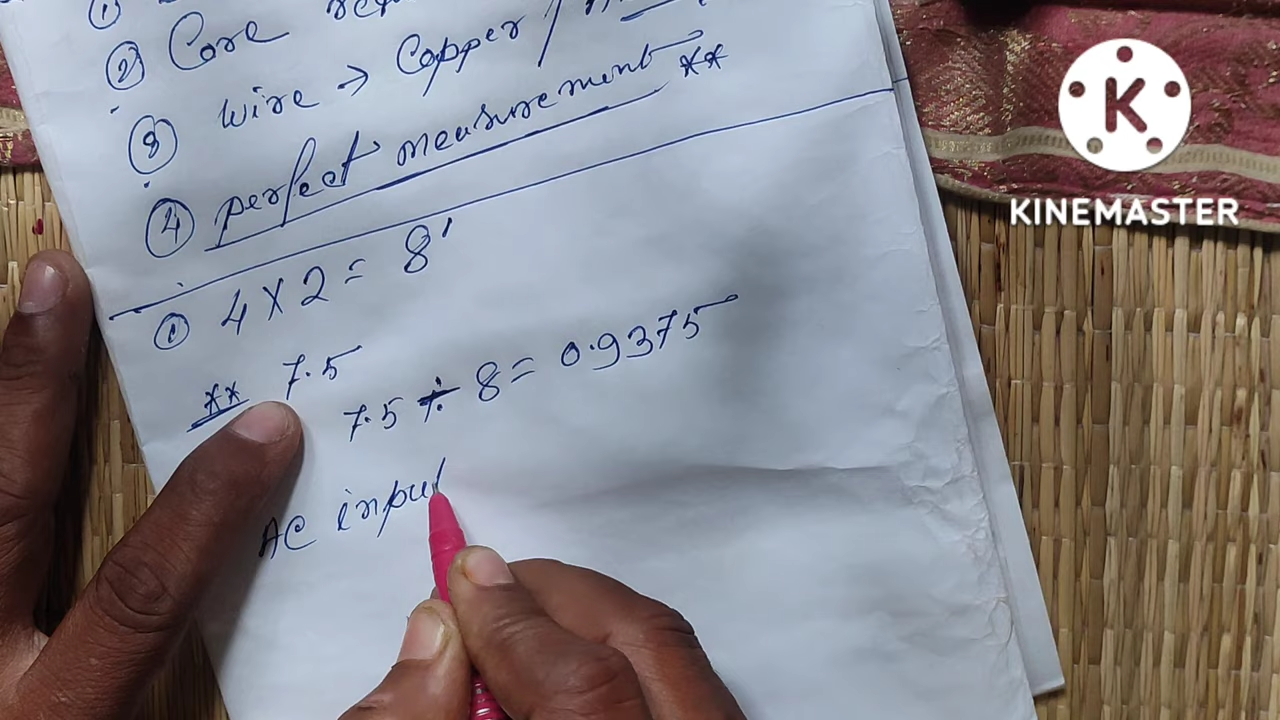 ①
② Core
③ wire → Copper /
④ perfect measurement **
① 4 X 2 = 8'
** 7.5
7.5 ÷ 8 = 0.9375
AC input
K
KINEMASTER